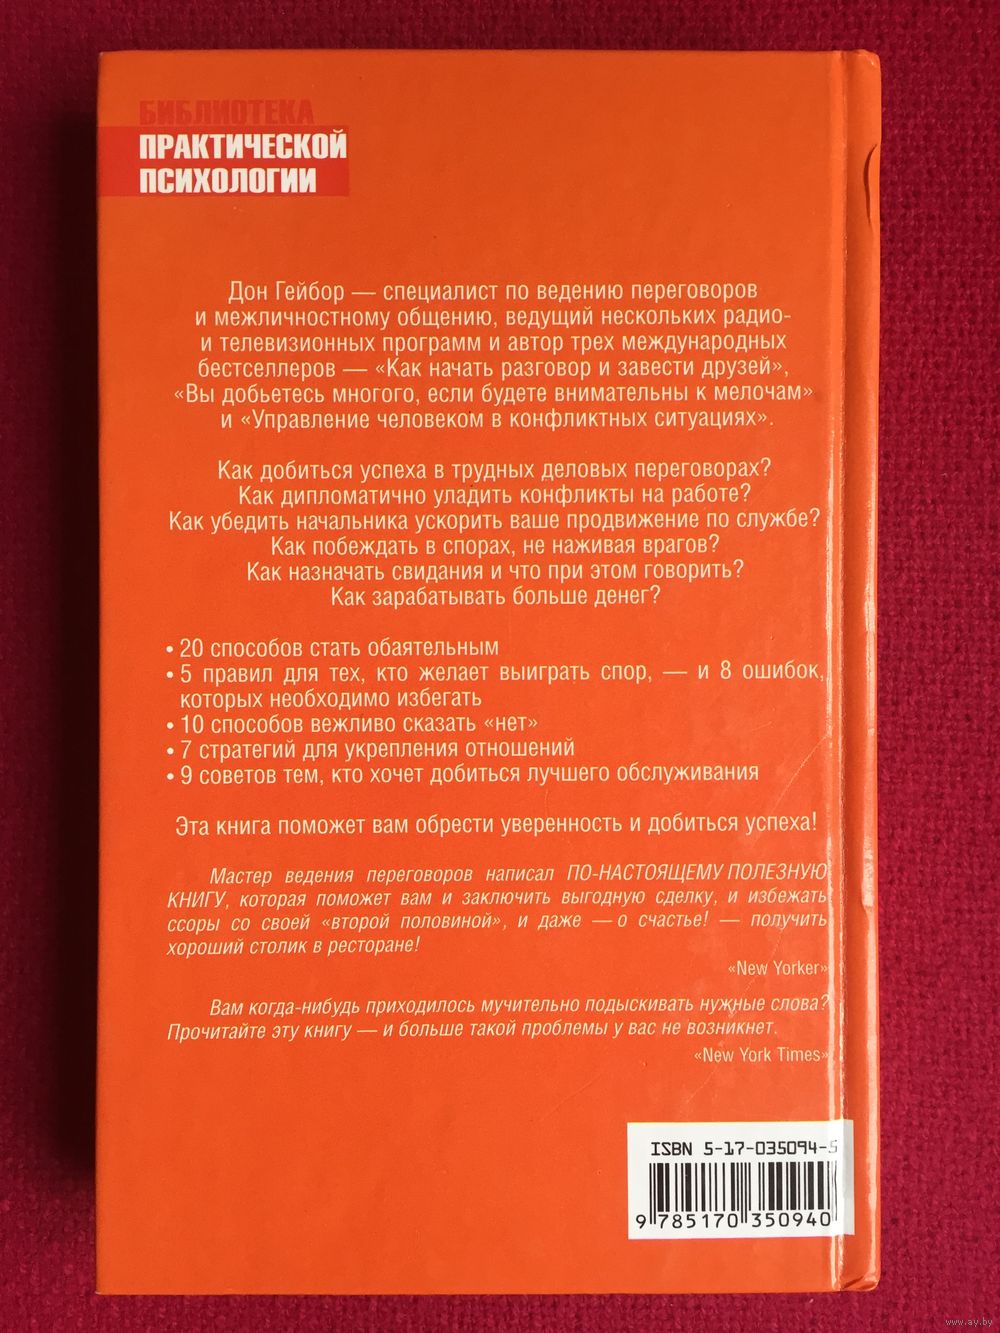 БИБЛИОТЕКА
ПРАКТИЧЕСКОЙ
ПСИХОЛОГИИ
Дон Гейбор — специалист по ведению переговоров
и межличностному общению, ведущий нескольких радио-
и телевизионных программ и автор трех международных
бестселлеров — «Как начать разговор и завести друзей»,
«Вы добьетесь многого, если будете внимательны к мелочам»
и «Управление человеком в конфликтных ситуациях».
Как добиться успеха в трудных деловых переговорах?
Как дипломатично уладить конфликты на работе?
Как убедить начальника ускорить ваше продвижение по службе?
Как побеждать в спорах, не наживая врагов?
Как назначать свидания и что при этом говорить?
Как зарабатывать больше денег?
• 20 способов стать обаятельным
• 5 правил для тех, кто желает выиграть спор, — и 8 ошибок,
которых необходимо избегать
• 10 способов вежливо сказать «нет»
• 7 стратегий для укрепления отношений
• 9 советов тем, кто хочет добиться лучшего обслуживания
Эта книга поможет вам обрести уверенность и добиться успеха!
Мастер ведения переговоров написал ПО-НАСТОЯЩЕМУ ПОЛЕЗНУЮ
КНИГУ, которая поможет вам и заключить выгодную сделку, и избежать
ссоры со своей «второй половиной», и даже — о счастье! — получить
хороший столик в ресторане!
«New Yorker»
Вам когда-нибудь приходилось мучительно подыскивать нужные слова?
Прочитайте эту книгу — и больше такой проблемы у вас не возникнет.
«New York Times»
ISBN 5-17-035094-5
9 785170 350940
www.ay.by